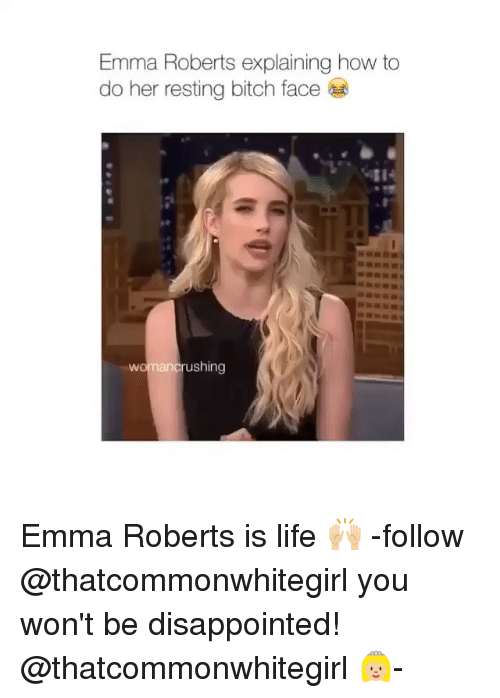 Emma Roberts explaining how to
do her resting bitch face 😂
womancrushing
Emma Roberts is life 🙌🏼 -follow
@thatcommonwhitegirl you
won't be disappointed!
@thatcommonwhitegirl 👸🏼-